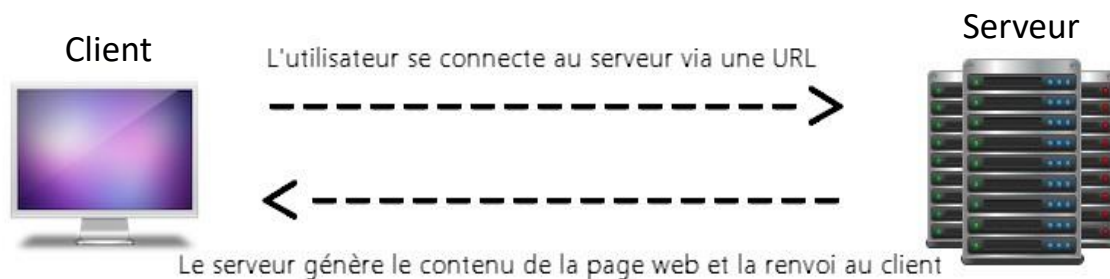 Client
Serveur
L'utilisateur se connecte au serveur via une URL
Le serveur génère le contenu de la page web et la renvoi au client